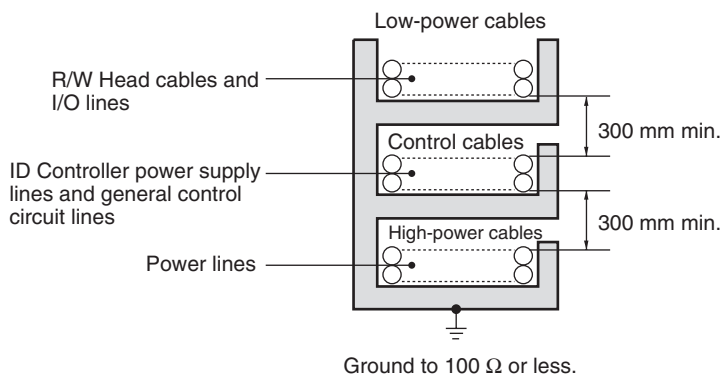 Low-power cables
R/W Head cables and
I/O lines
300 mm min.
Control cables
ID Controller power supply
lines and general control
circuit lines
300 mm min.
High-power cables
Power lines
Ground to 100 Ω or less.